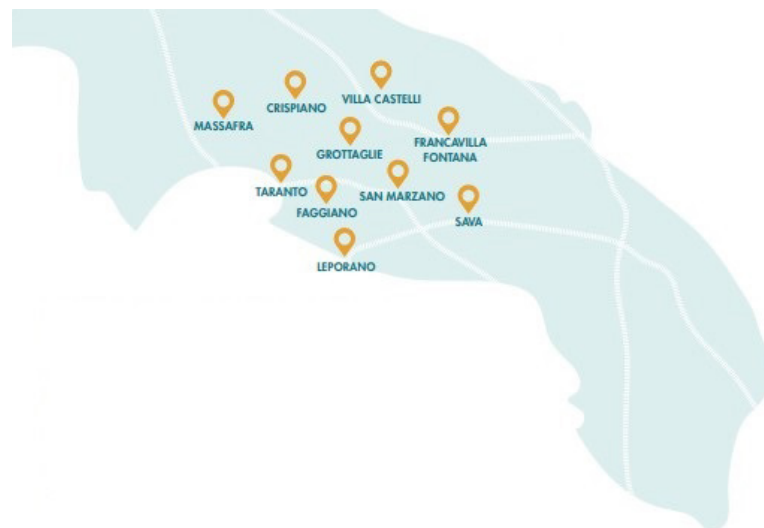 VILLA CASTELLI
CRISPIANO
MASSAFRA
FRANCAVILLA
FONTANA
GROTTAGLIE
TARANTO
SAN MARZANO
FAGGIANO
SAVA
LEPORANO